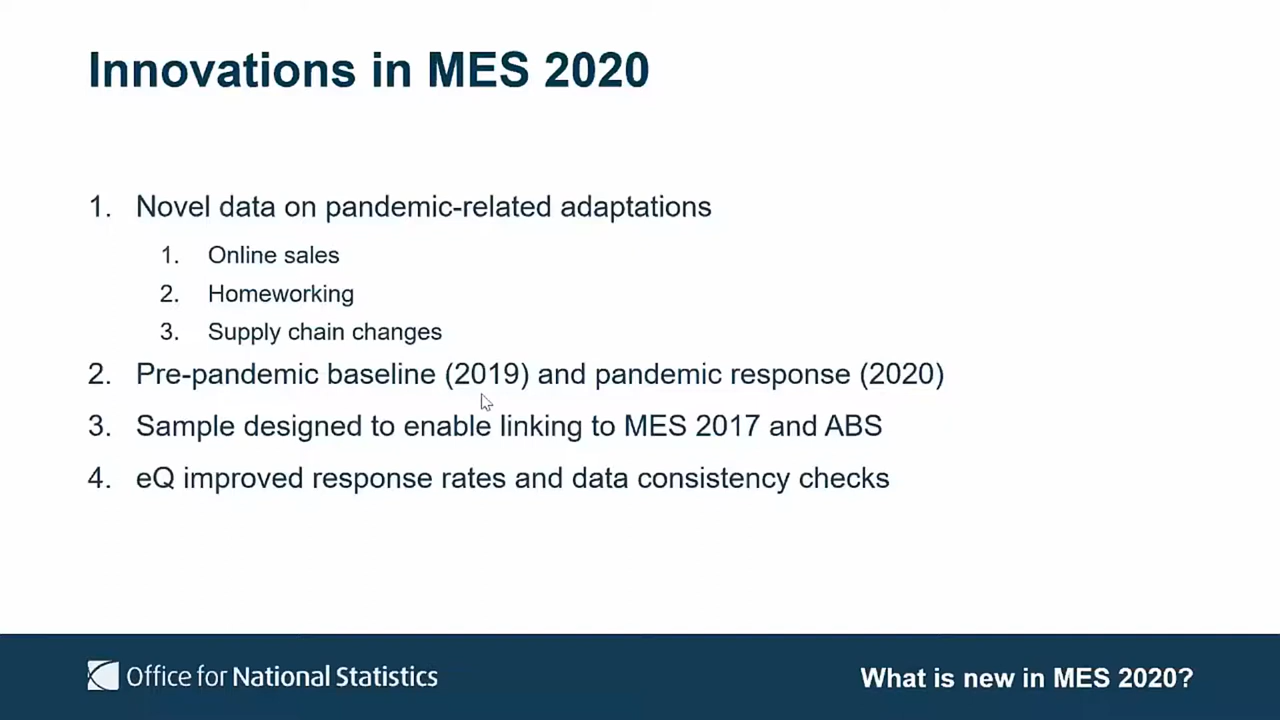 Innovations in MES 2020
1. Novel data on pandemic-related adaptations
1. Online sales
2. Homeworking
3. Supply chain changes
2. Pre-pandemic baseline (2019) and pandemic response (2020)
3. Sample designed to enable linking to MES 2017 and ABS
4. eQ improved response rates and data consistency checks
Office for National Statistics
What is new in MES 2020?